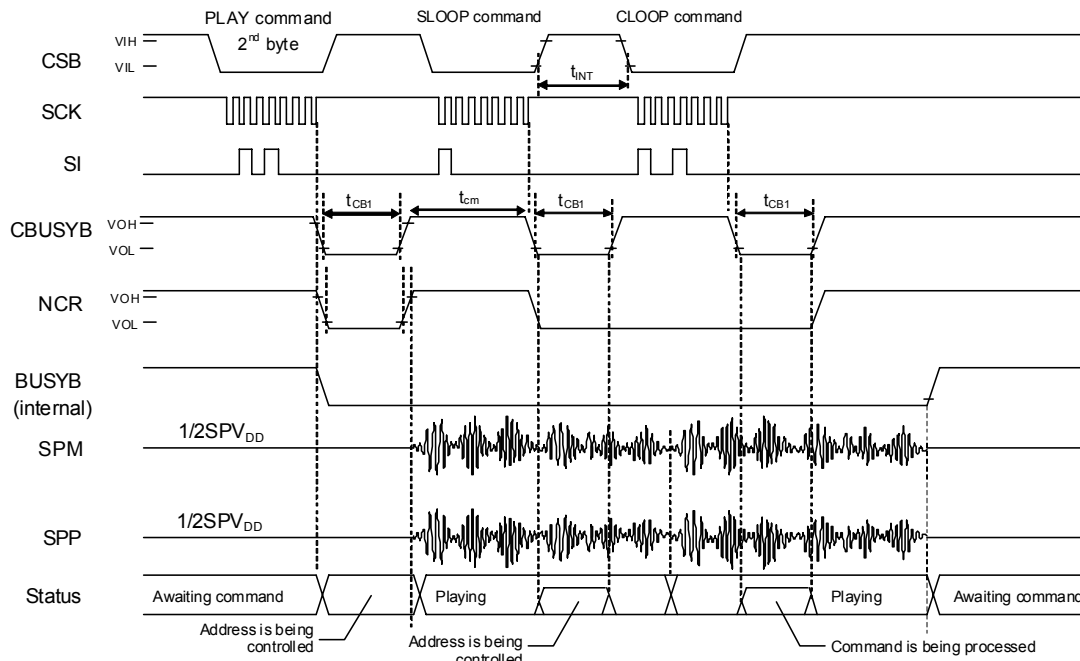 PLAY command
2nd byte
SLOOP command
CLOOP command
CSB
VIH
VIL
tINT
SCK
SI
tCB1
tcm
tCB1
tCB1
CBUSYB
VOH
VOL
NCR
VOH
VOL
BUSYB
(internal)
1/2SPVDD
SPM
1/2SPVDD
SPP
Status
Awaiting command
Playing
Playing
Awaiting command
Address is being
controlled
Address is being
controlled
Command is being processed